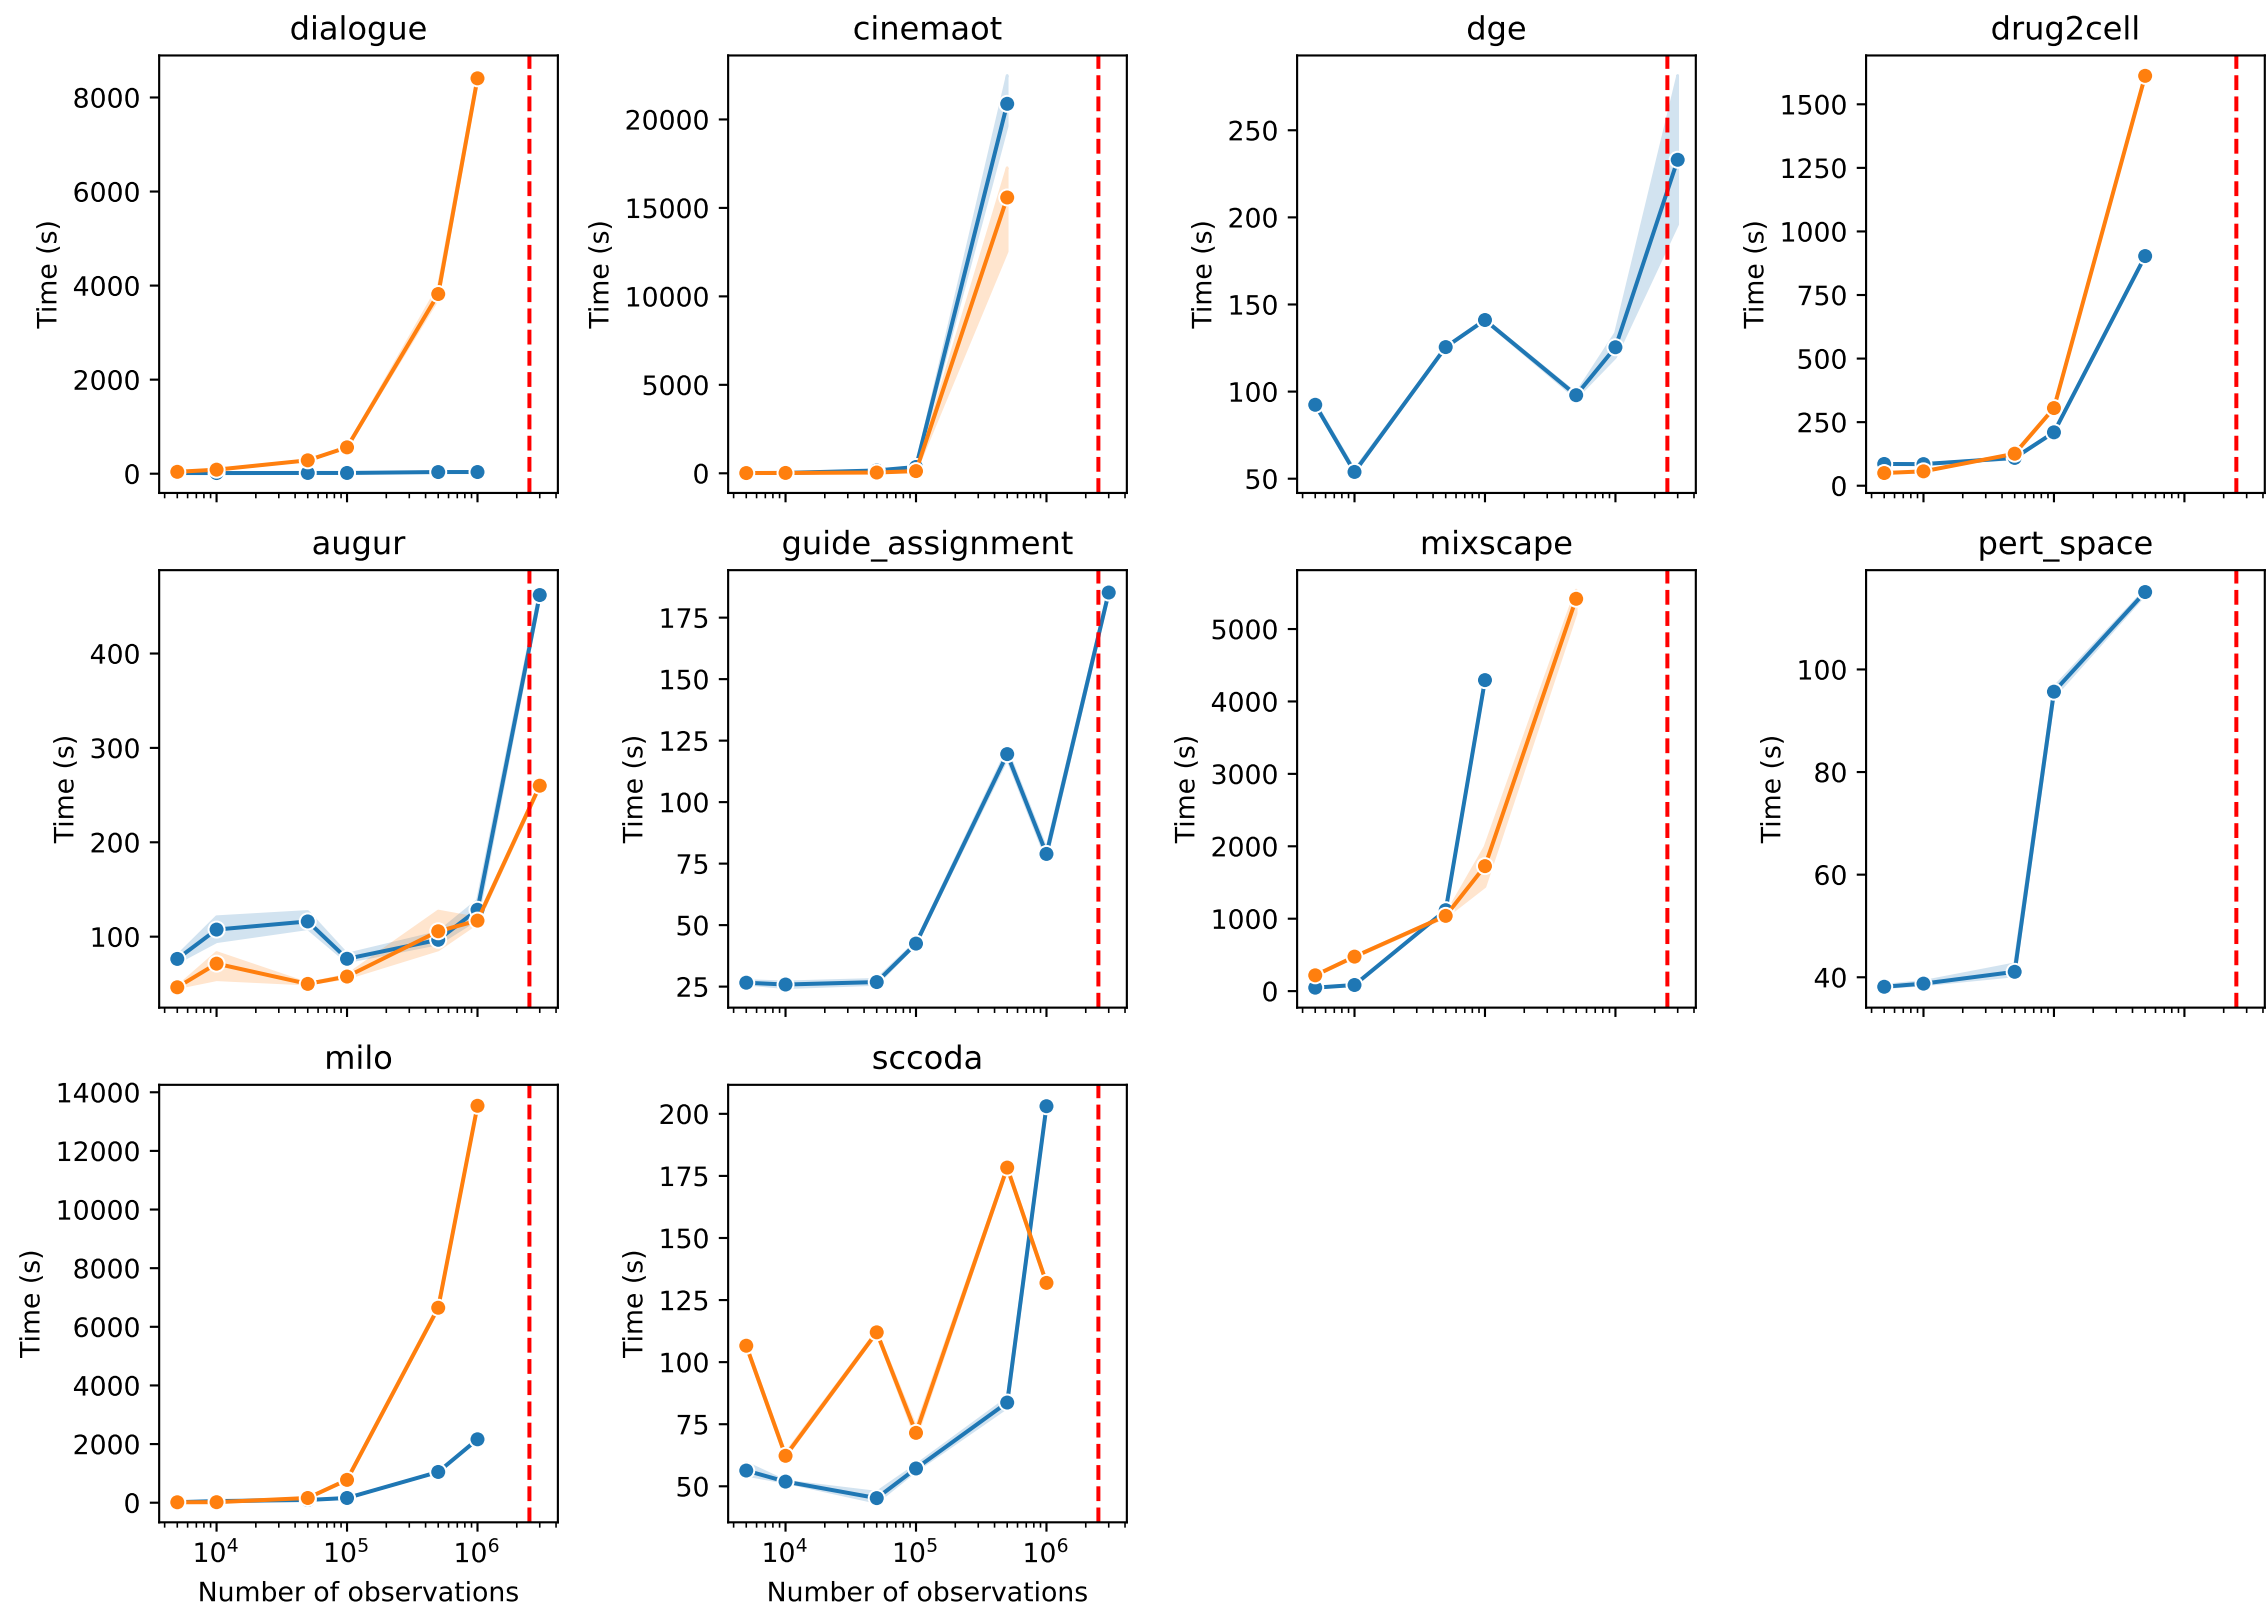 dialogue
8000
6000
4000
2000
0
Time (s)
cinemaot
20000
15000
10000
5000
0
Time (s)
dge
250
200
150
100
50
Time (s)
drug2cell
1500
1250
1000
750
500
250
0
Time (s)
augur
400
300
200
100
Time (s)
guide_assignment
175
150
125
100
75
50
25
Time (s)
mixscape
5000
4000
3000
2000
1000
0
Time (s)
pert_space
100
80
60
40
Time (s)
milo
14000
12000
10000
8000
6000
4000
2000
0
Time (s)
10⁴ 10⁵ 10⁶
Number of observations
sccoda
200
175
150
125
100
75
50
Time (s)
10⁴ 10⁵ 10⁶
Number of observations